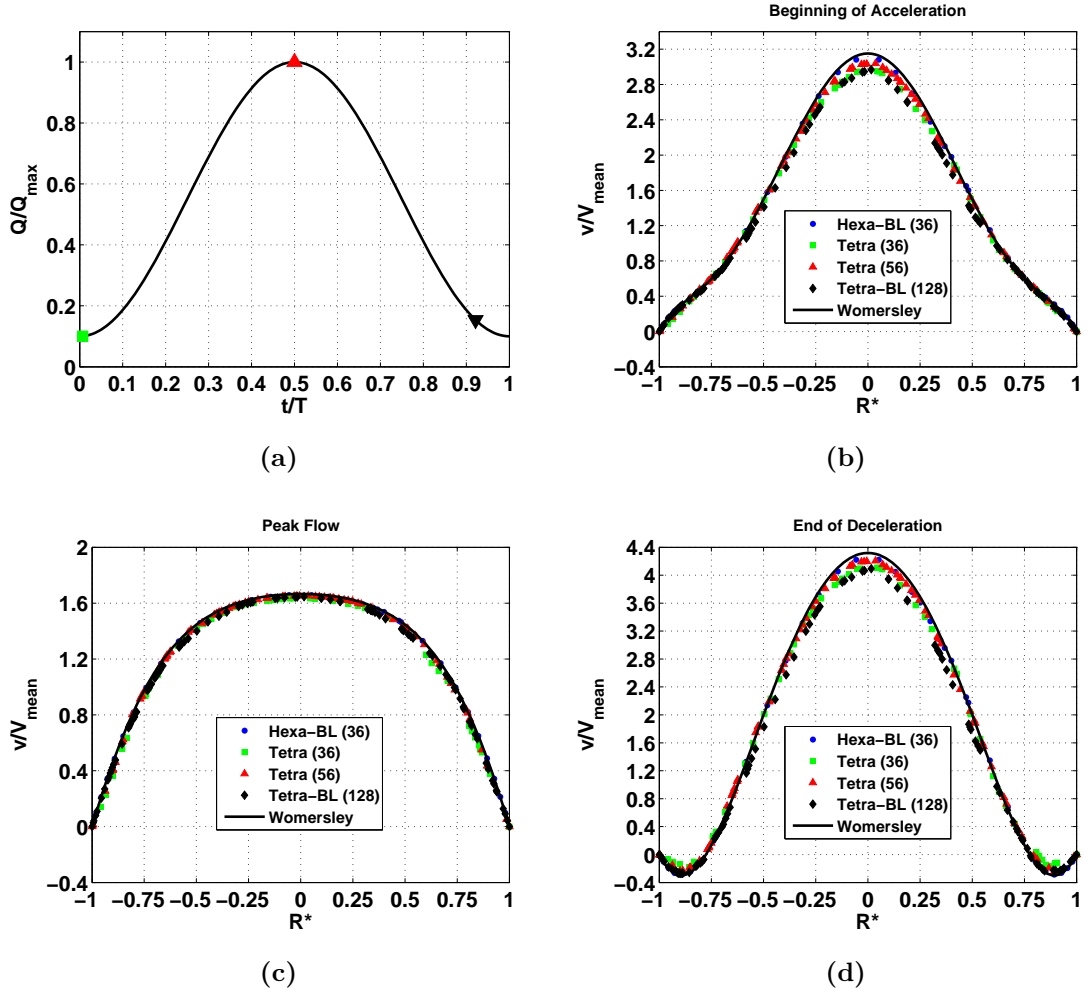 1
0.8
0.6
0.4
0.2
0
Q/Q_max
0 0.1 0.2 0.3 0.4 0.5 0.6 0.7 0.8 0.9 1
t/T
(a)
Beginning of Acceleration
3.2
2.8
2.4
2
1.6
1.2
0.8
0.4
0
−0.4
v/V_mean
Hexa−BL (36)
Tetra (36)
Tetra (56)
Tetra−BL (128)
Womersley
−1 −0.75 −0.5 −0.25 0 0.25 0.5 0.75 1
R*
(b)
Peak Flow
2
1.6
1.2
0.8
0.4
0
−0.4
v/V_mean
Hexa−BL (36)
Tetra (36)
Tetra (56)
Tetra−BL (128)
Womersley
−1 −0.75 −0.5 −0.25 0 0.25 0.5 0.75 1
R*
(c)
End of Deceleration
4.4
4
3.6
3.2
2.8
2.4
2
1.6
1.2
0.8
0.4
0
−0.4
v/V_mean
Hexa−BL (36)
Tetra (36)
Tetra (56)
Tetra−BL (128)
Womersley
−1 −0.75 −0.5 −0.25 0 0.25 0.5 0.75 1
R*
(d)